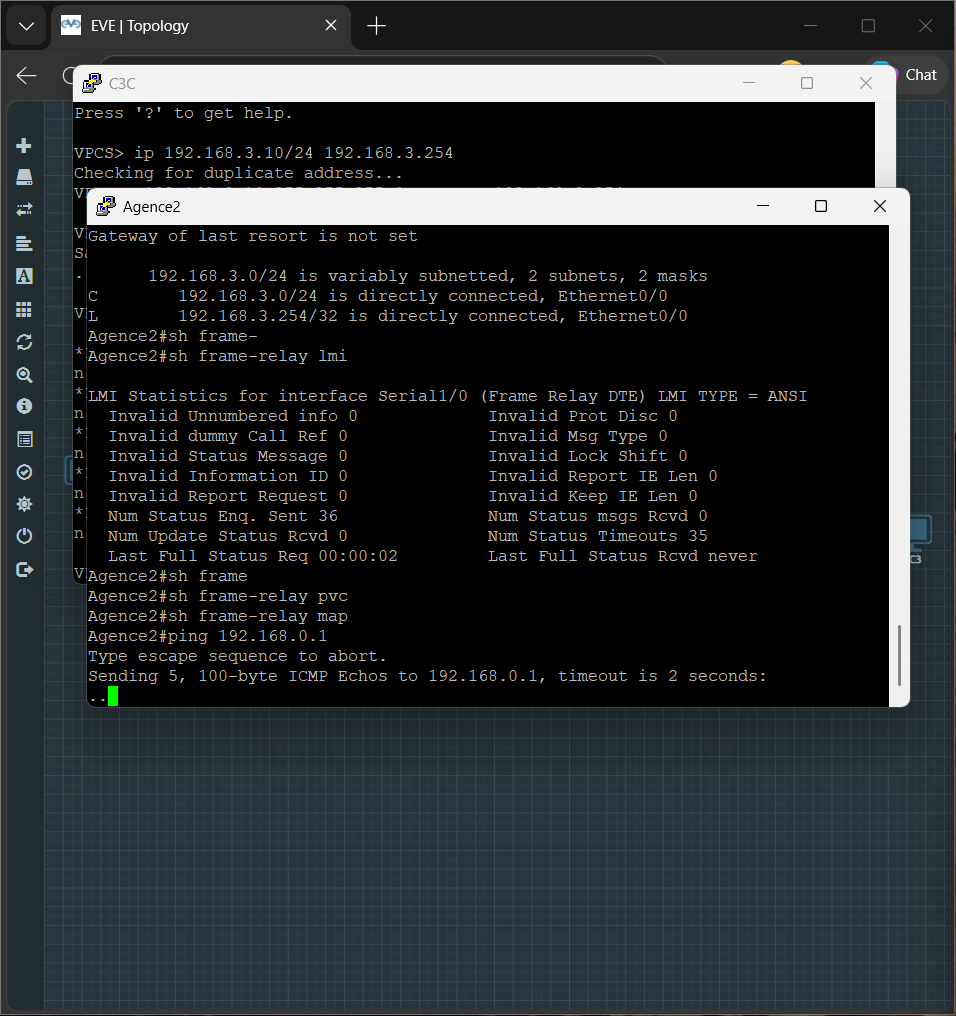 EVE | Topology
Chat
C3C
Press '?' to get help.
VPCS> ip 192.168.3.10/24 192.168.3.254
Checking for duplicate address...
Agence2
Gateway of last resort is not set
192.168.3.0/24 is variably subnetted, 2 subnets, 2 masks
C 192.168.3.0/24 is directly connected, Ethernet0/0
L 192.168.3.254/32 is directly connected, Ethernet0/0
Agence2#sh frame-
Agence2#sh frame-relay lmi
LMI Statistics for interface Serial1/0 (Frame Relay DTE) LMI TYPE = ANSI
Invalid Unnumbered info 0 Invalid Prot Disc 0
Invalid dummy Call Ref 0 Invalid Msg Type 0
Invalid Status Message 0 Invalid Lock Shift 0
Invalid Information ID 0 Invalid Report IE Len 0
Invalid Report Request 0 Invalid Keep IE Len 0
Num Status Enq. Sent 36 Num Status msgs Rcvd 0
Num Update Status Rcvd 0 Num Status Timeouts 35
Last Full Status Req 00:00:02 Last Full Status Rcvd never
Agence2#sh frame
Agence2#sh frame-relay pvc
Agence2#sh frame-relay map
Agence2#ping 192.168.0.1
Type escape sequence to abort.
Sending 5, 100-byte ICMP Echos to 192.168.0.1, timeout is 2 seconds:
..
C3